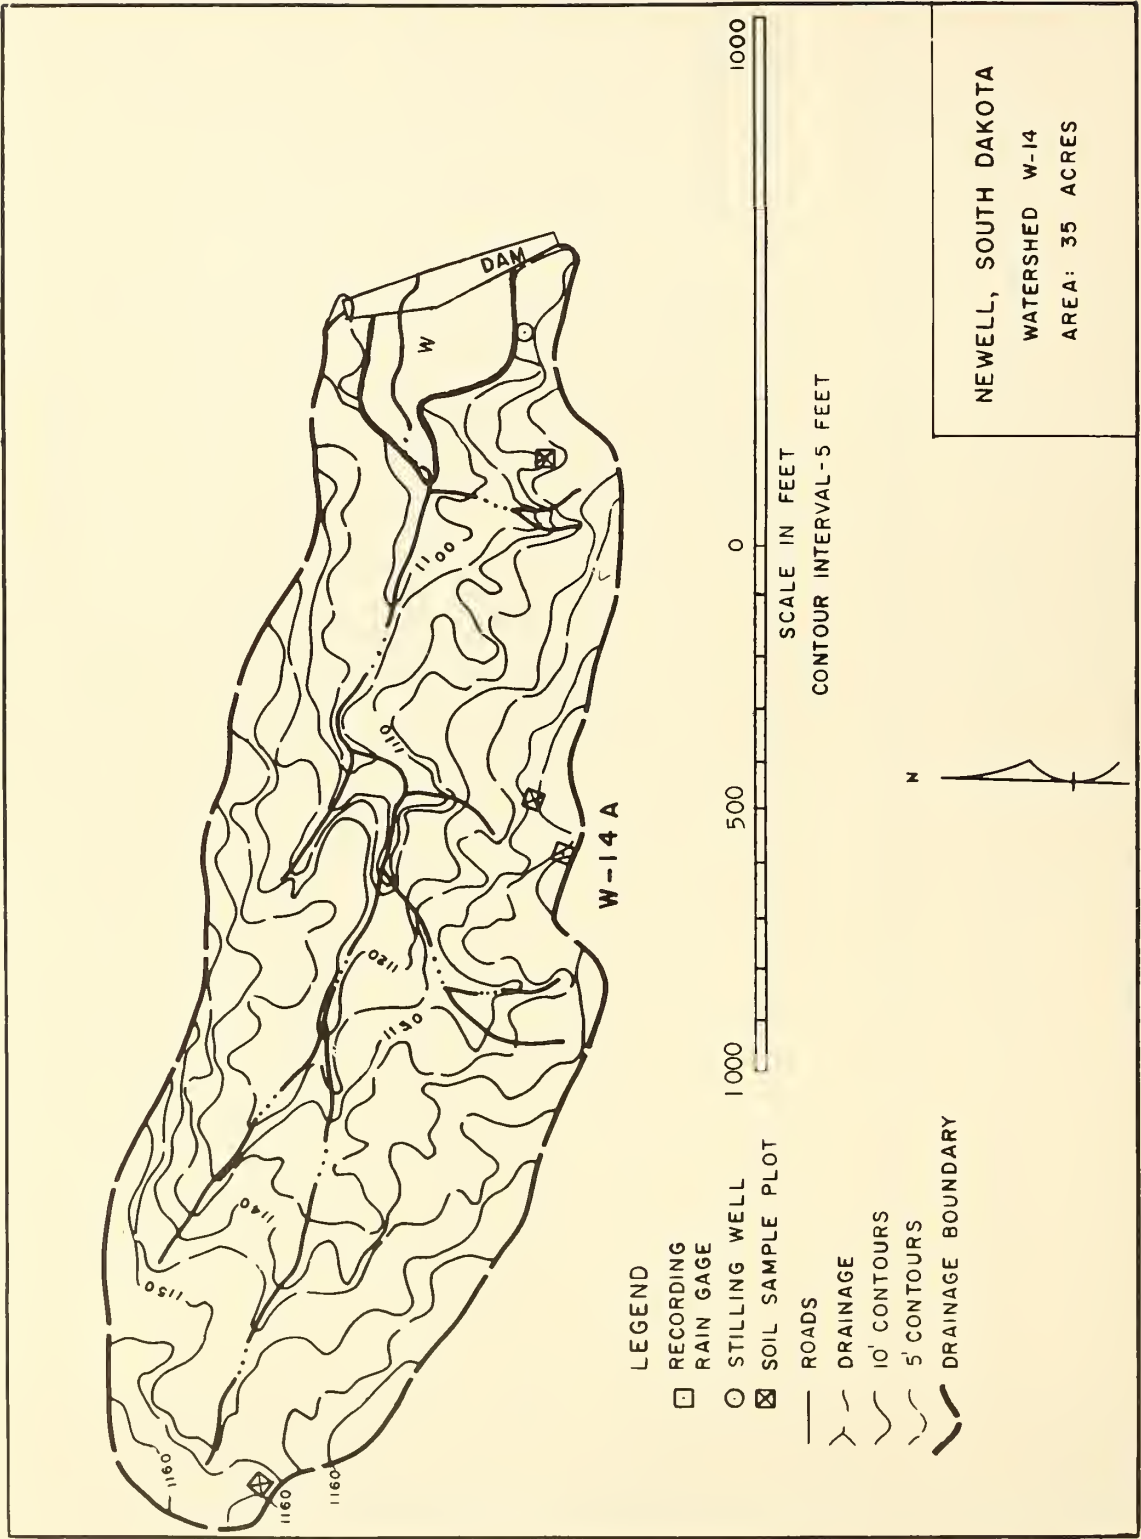 DAM
W
1100
1110
1120
1130
1140
1150
1160
1160
1160
W-14A
1000
500
0
1000
SCALE IN FEET
CONTOUR INTERVAL-5 FEET
N
LEGEND
RECORDING
RAIN GAGE
STILLING WELL
SOIL SAMPLE PLOT
ROADS
DRAINAGE
10' CONTOURS
5' CONTOURS
DRAINAGE BOUNDARY
NEWELL, SOUTH DAKOTA
WATERSHED W-14
AREA: 35 ACRES